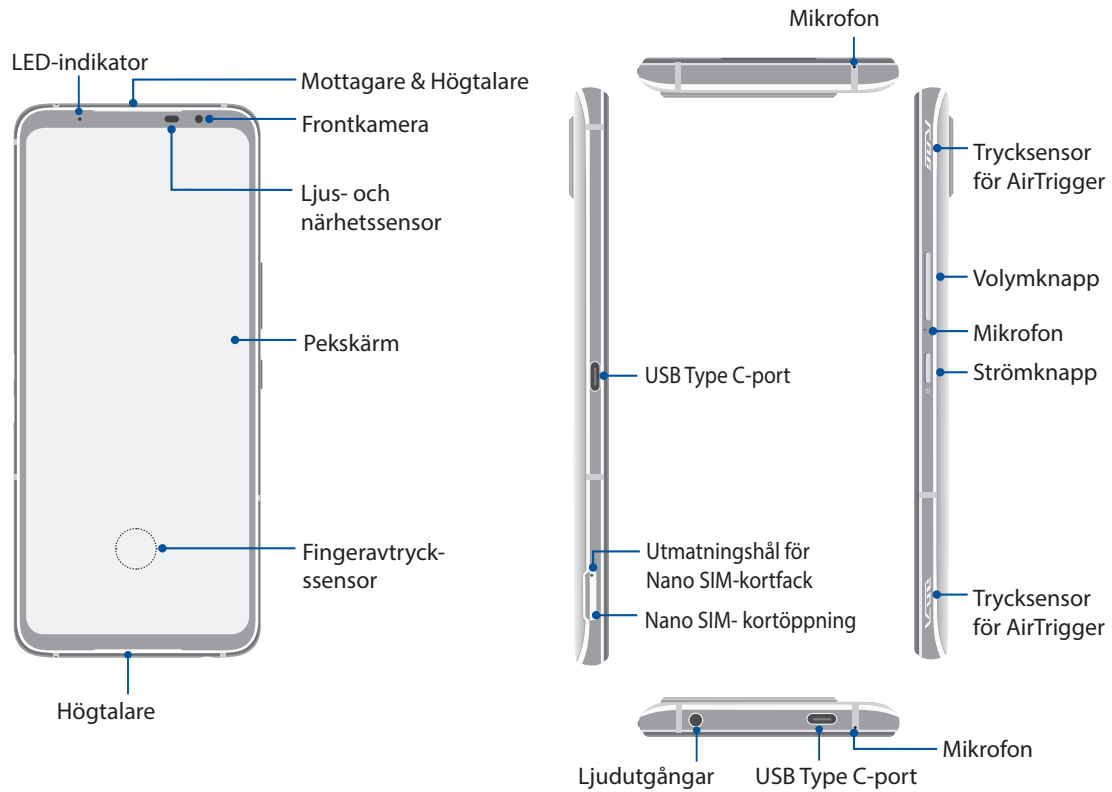 Mikrofon
LED-indikator
Mottagare & Högtalare
Frontkamera
Ljus- och
närhetssensor
Pekskärm
Fingeravtryck-
ssensor
Högtalare
Trycksensor
för AirTrigger
Volymknapp
Mikrofon
Strömknapp
USB Type C-port
Utmatningshål för
Nano SIM-kortfack
Nano SIM- kortöppning
Trycksensor
för AirTrigger
Ljudutgångar
USB Type C-port
Mikrofon